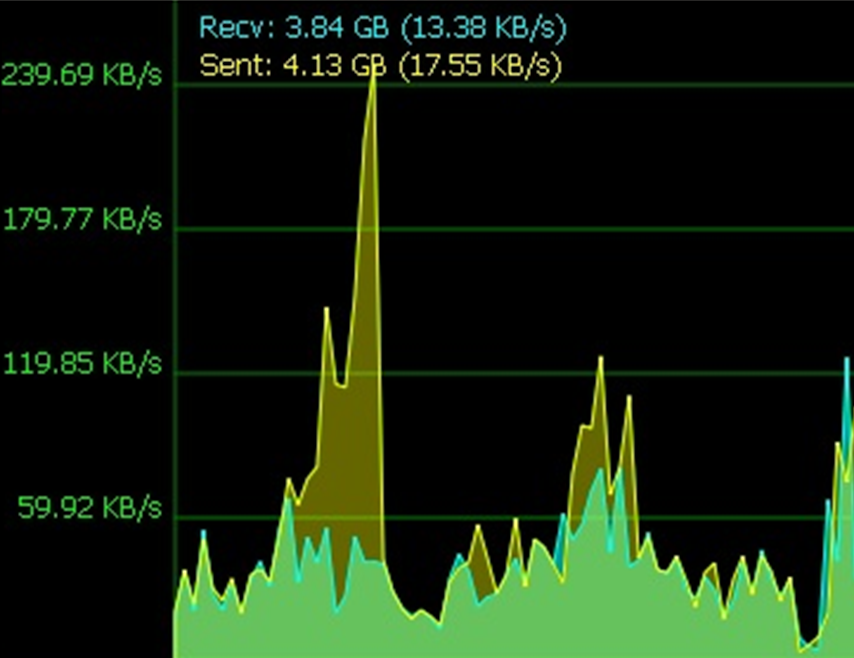 Recv: 3.84 GB (13.38 KB/s)
Sent: 4.13 GB (17.55 KB/s)
239.69 KB/s
179.77 KB/s
119.85 KB/s
59.92 KB/s